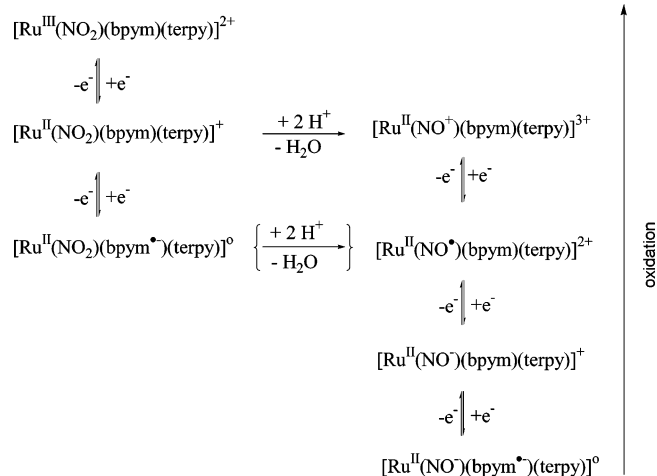 [Ru^III(NO₂)(bpym)(terpy)]²⁺
-e⁻ +e⁻
[Ru^II(NO₂)(bpym)(terpy)]⁺
+ 2 H⁺
- H₂O
[Ru^II(NO⁺)(bpym)(terpy)]³⁺
-e⁻ +e⁻
-e⁻ +e⁻
[Ru^II(NO₂)(bpym•⁻)(terpy)]º
{ + 2 H⁺ }
- H₂O
[Ru^II(NO•)(bpym)(terpy)]²⁺
-e⁻ +e⁻
[Ru^II(NO⁻)(bpym)(terpy)]⁺
-e⁻ +e⁻
[Ru^II(NO⁻)(bpym•⁻)(terpy)]º
oxidation